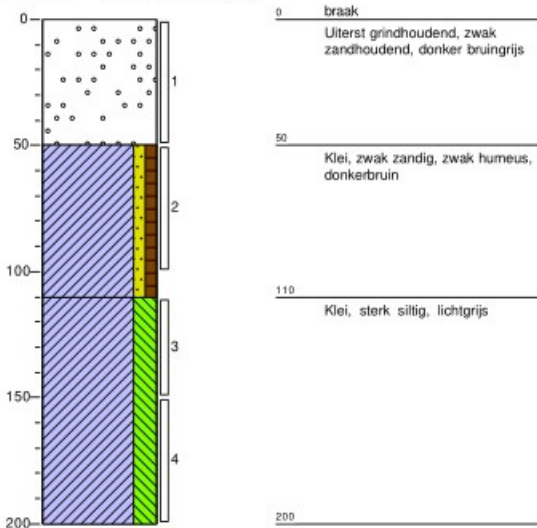 0
50
100
150
200
1
2
3
4
0 braak
Uiterst grindhoudend, zwak
zandhoudend, donker bruingrijs
50
Klei, zwak zandig, zwak humeus,
donkerbruin
110
Klei, sterk siltig, lichtgrijs
200